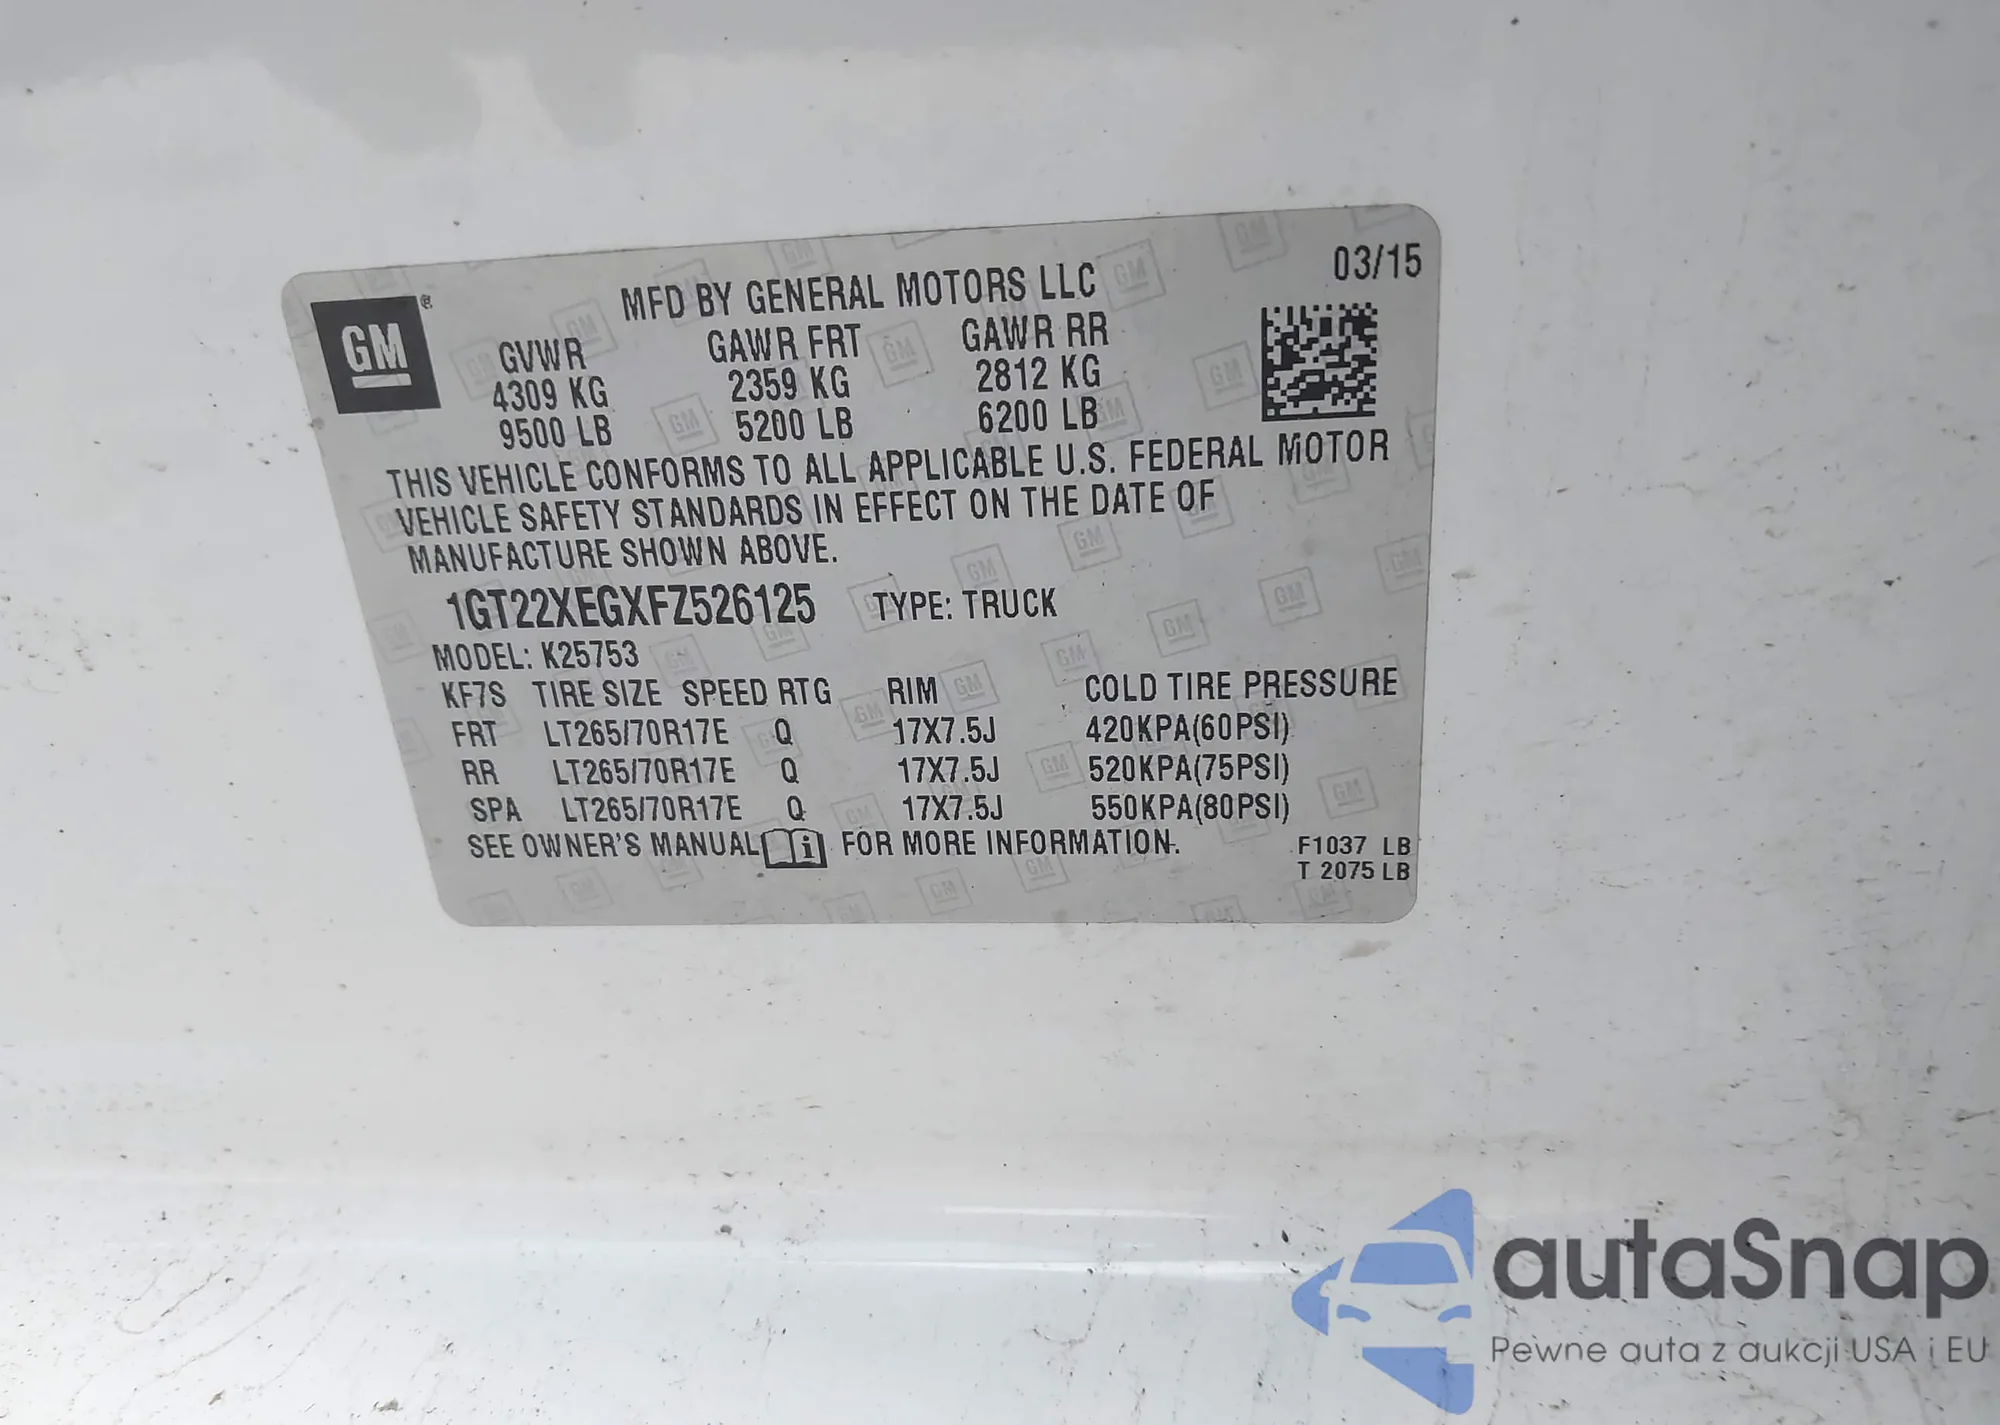 GM®
MFD BY GENERAL MOTORS LLC 03/15
GVWR GAWR FRT GAWR RR
4309 KG 2359 KG 2812 KG
9500 LB 5200 LB 6200 LB
THIS VEHICLE CONFORMS TO ALL APPLICABLE U.S. FEDERAL MOTOR
VEHICLE SAFETY STANDARDS IN EFFECT ON THE DATE OF
MANUFACTURE SHOWN ABOVE.
1GT22XEGXFZ526125 TYPE: TRUCK
MODEL: K25753
KF7S TIRE SIZE SPEED RTG RIM COLD TIRE PRESSURE
FRT LT265/70R17E Q 17X7.5J 420KPA(60PSI)
RR LT265/70R17E Q 17X7.5J 520KPA(75PSI)
SPA LT265/70R17E Q 17X7.5J 550KPA(80PSI)
SEE OWNER'S MANUAL i FOR MORE INFORMATION.
F1037 LB
T 2075 LB
autaSnap
Pewne auta z aukcji USA i EU